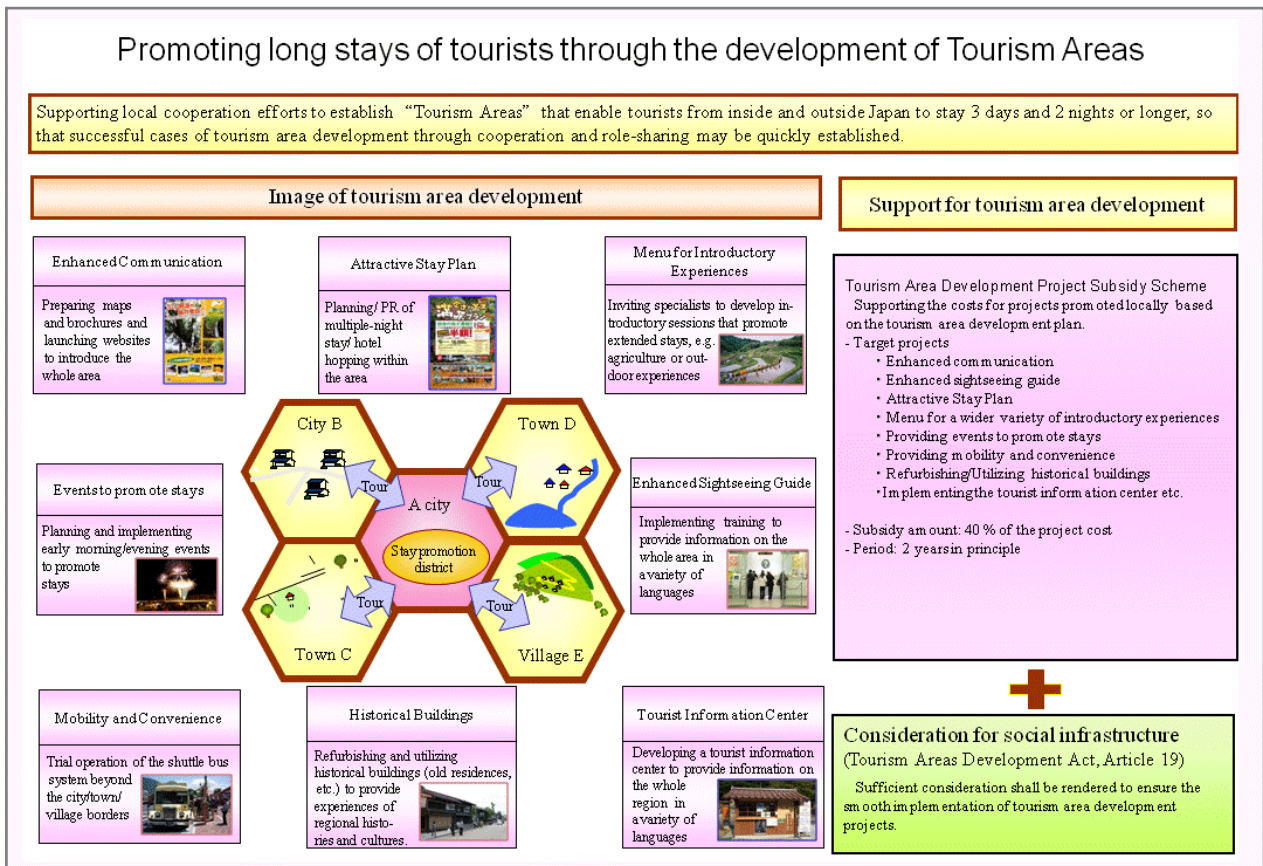 Promoting long stays of tourists through the development of Tourism Areas
Supporting local cooperation efforts to establish “Tourism Areas” that enable tourists from inside and outside Japan to stay 3 days and 2 nights or longer, so
that successful cases of tourism area development through cooperation and role-sharing may be quickly established.
Image of tourism area development
Enhanced Communication
Preparing maps
and brochures and
launching websites
to introduce the
whole area
Attractive Stay Plan
Planning/ PR of
multiple-night
stay/ hotel
hopping within
the area
Menu for Introductory
Experiences
Inviting specialists to develop in-
troductory sessions that promote
extended stays, e.g.
agriculture or out-
door experiences
City B
Town D
Tour
Tour
A city
Stay promotion
district
Tour
Tour
Town C
Village E
Events to promote stays
Planning and implementing
early morning/evening events
to promote
stays
Enhanced Sightseeing Guide
Implementing training to
provide information on the
whole area in
a variety of
languages
Mobility and Convenience
Trial operation of the shuttle bus
system beyond
the city/town/
village borders
Historical Buildings
Refurbishing and utilizing
historical buildings (old residences,
etc.) to provide
experiences of
regional histo-
ries and cultures.
Tourist Information Center
Developing a tourist information
center to provide information on
the whole
region in
a variety of
languages
Support for tourism area development
Tourism Area Development Project Subsidy Scheme
Supporting the costs for projects promoted locally based
on the tourism area development plan.
- Target projects
・Enhanced communication
・Enhanced sightseeing guide
・Attractive Stay Plan
・Menu for a wider variety of introductory experiences
・Providing events to promote stays
・Providing mobility and convenience
・Refurbishing/Utilizing historical buildings
・Implementing the tourist information center etc.
- Subsidy amount: 40 % of the project cost
- Period: 2 years in principle
Consideration for social infrastructure
(Tourism Areas Development Act, Article 19)
Sufficient consideration shall be rendered to ensure the
smooth implementation of tourism area development
projects.